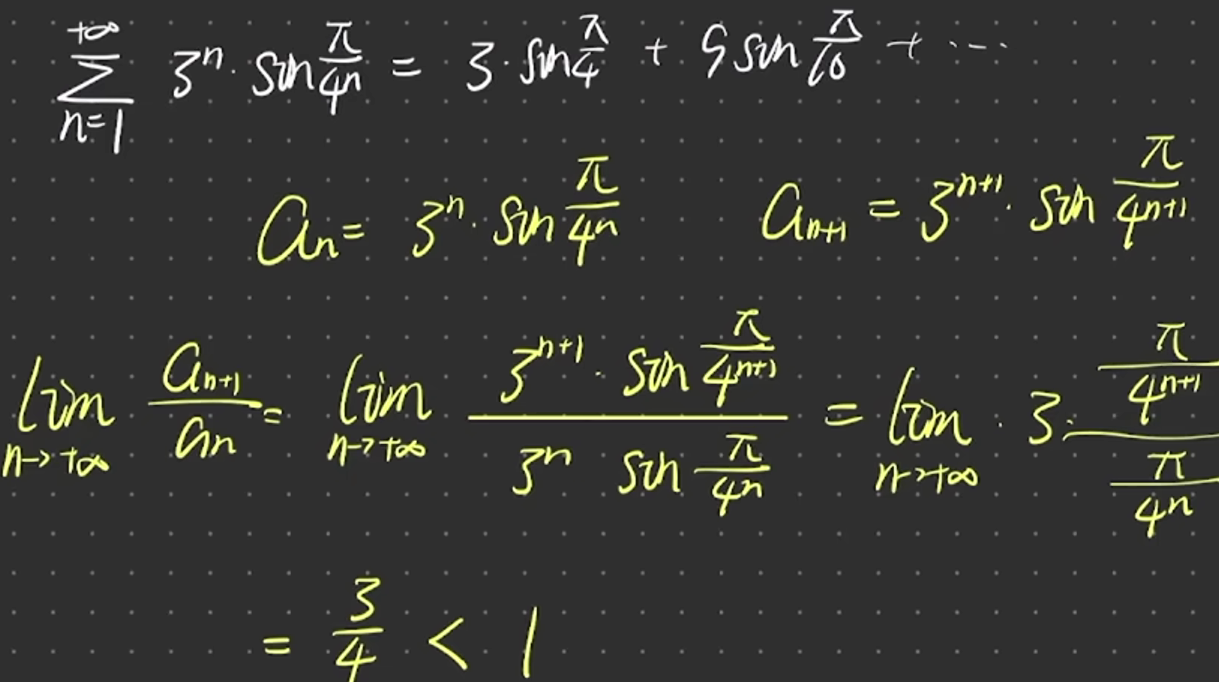 $\sum_{n=1}^{+\infty} 3^n \cdot \sin\frac{\pi}{4^n} = 3 \cdot \sin\frac{\pi}{4} + 9 \sin\frac{\pi}{16} + \cdots$
$a_n = 3^n \cdot \sin\frac{\pi}{4^n} \quad a_{n+1} = 3^{n+1} \cdot \sin\frac{\pi}{4^{n+1}}$
$\lim_{n \to +\infty} \frac{a_{n+1}}{a_n} = \lim_{n \to +\infty} \frac{3^{n+1} \cdot \sin\frac{\pi}{4^{n+1}}}{3^n \sin\frac{\pi}{4^n}} = \lim_{n \to +\infty} 3 \cdot \frac{\frac{\pi}{4^{n+1}}}{\frac{\pi}{4^n}}$
$= \frac{3}{4} < 1$